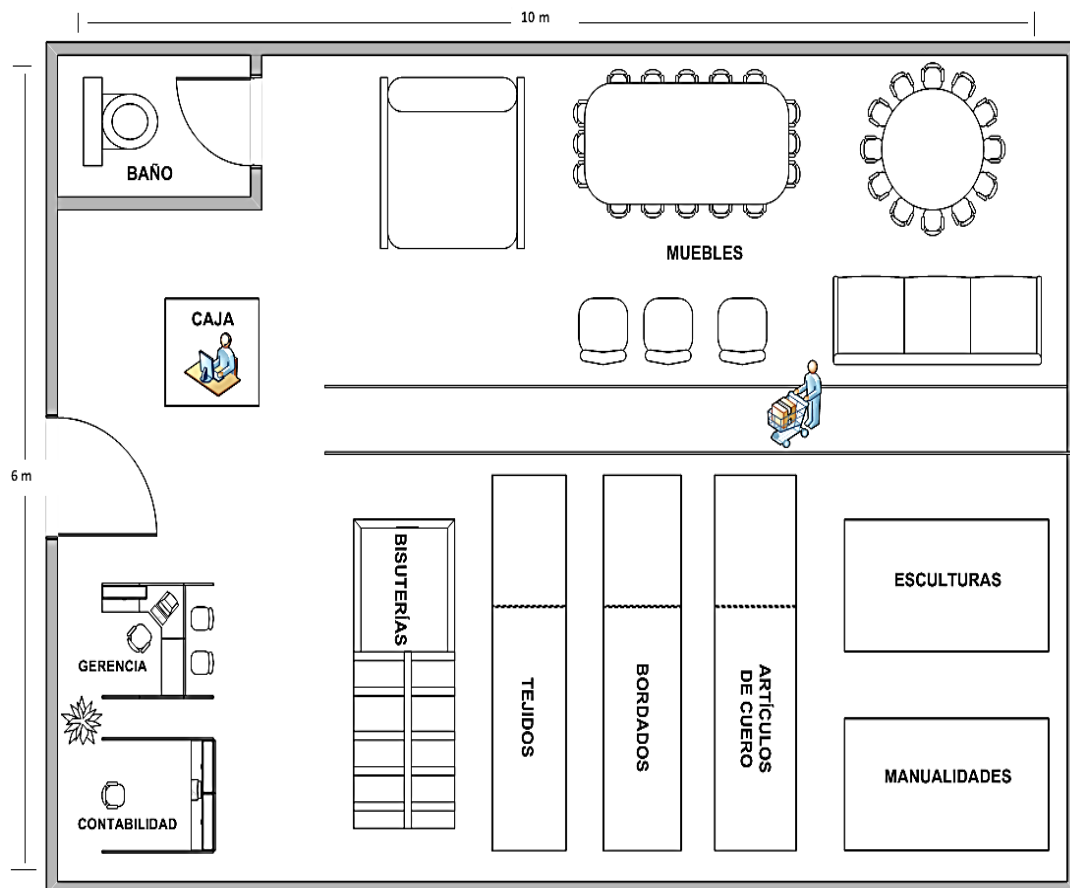 10 m
BAÑO
MUEBLES
CAJA
6 m
BISUTERÍAS
ESCULTURAS
GERENCIA
TEJIDOS
BORDADOS
ARTÍCULOS
DE CUERO
MANUALIDADES
CONTABILIDAD